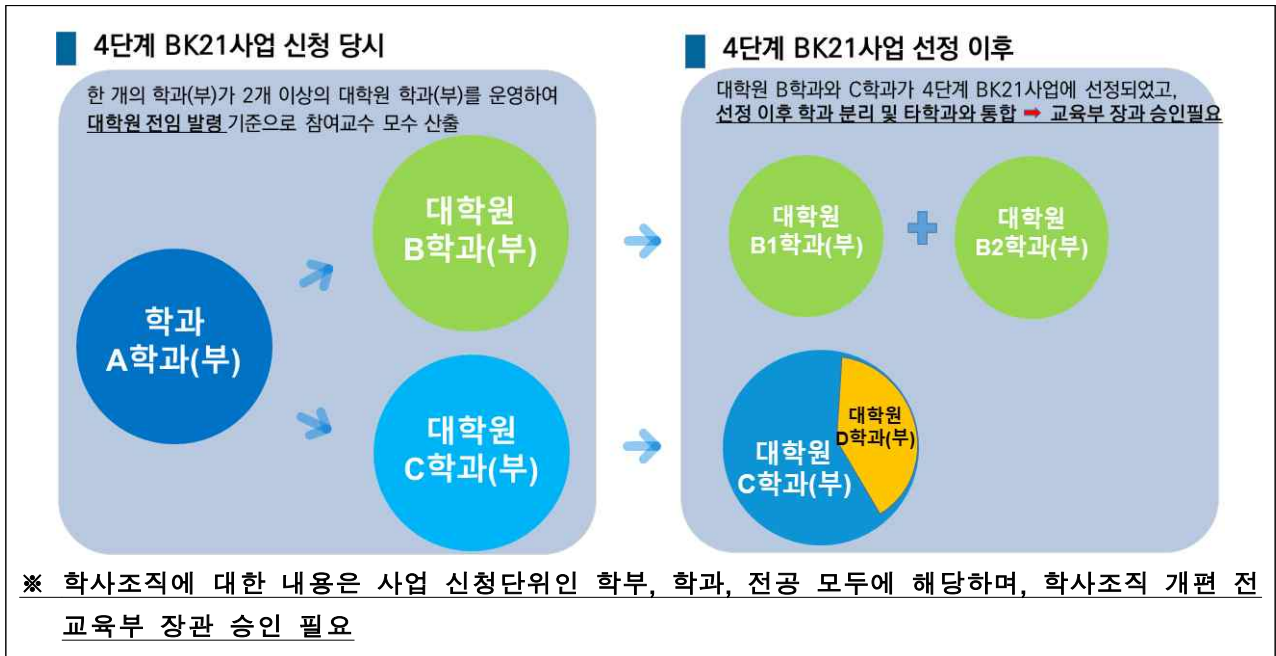 4단계 BK21사업 신청 당시
한 개의 학과(부)가 2개 이상의 대학원 학과(부)를 운영하여
대학원 전임 발령 기준으로 참여교수 모수 산출
학과
A학과(부)
대학원
B학과(부)
대학원
C학과(부)
4단계 BK21사업 선정 이후
대학원 B학과와 C학과가 4단계 BK21사업에 선정되었고,
선정 이후 학과 분리 및 타학과와 통합 ➡ 교육부 장과 승인필요
대학원
B1학과(부)
대학원
B2학과(부)
대학원
C학과(부)
대학원
D학과(부)
※ 학사조직에 대한 내용은 사업 신청단위인 학부, 학과, 전공 모두에 해당하며, 학사조직 개편 전
교육부 장관 승인 필요